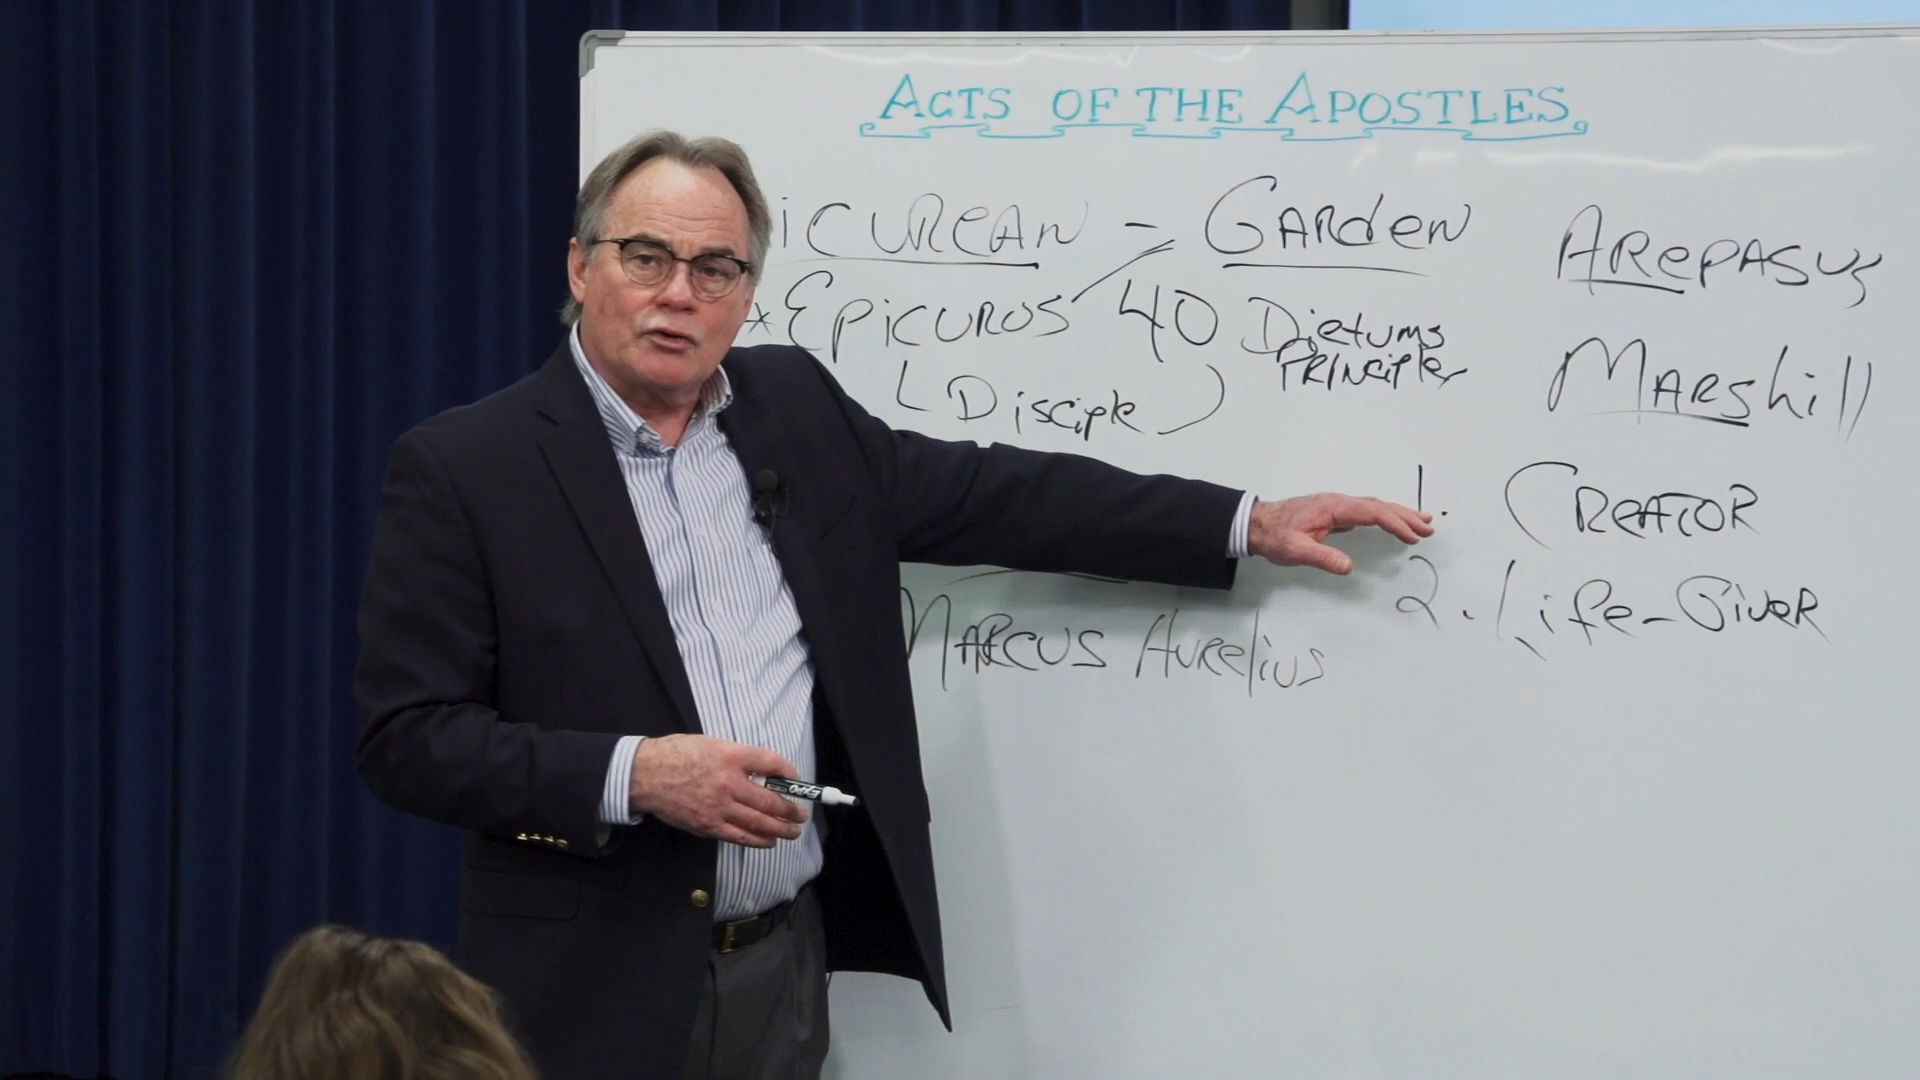 ACTS OF THE APOSTLES
ICUREAN - GARDEN
* EPICUROS 40 Dictums
PRINCIPLES
(Disciple)
AREPASUS
MARShill
1. CREATOR
2. Life-GiVER
MARCUS AURelius
EXPO